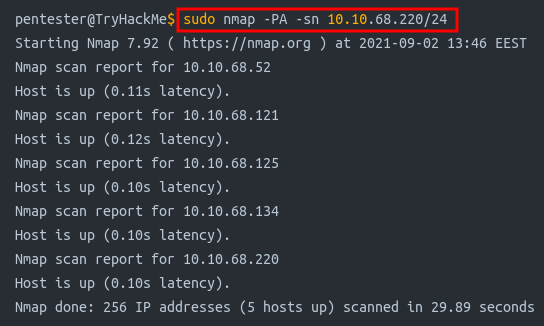 pentester@TryHackMe$ sudo nmap -PA -sn 10.10.68.220/24
Starting Nmap 7.92 ( https://nmap.org ) at 2021-09-02 13:46 EEST
Nmap scan report for 10.10.68.52
Host is up (0.11s latency).
Nmap scan report for 10.10.68.121
Host is up (0.12s latency).
Nmap scan report for 10.10.68.125
Host is up (0.10s latency).
Nmap scan report for 10.10.68.134
Host is up (0.10s latency).
Nmap scan report for 10.10.68.220
Host is up (0.10s latency).
Nmap done: 256 IP addresses (5 hosts up) scanned in 29.89 seconds